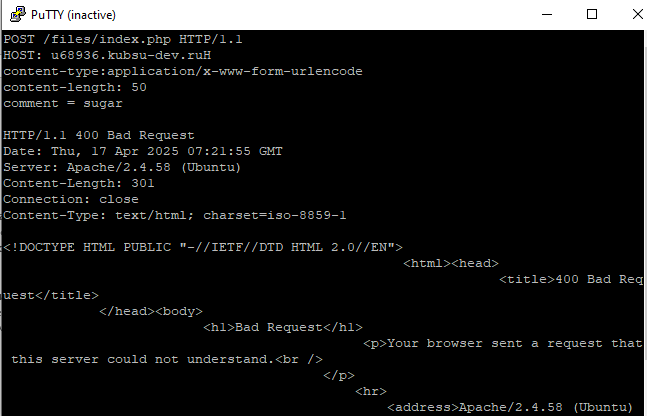 PuTTY (inactive)
POST /files/index.php HTTP/1.1
HOST: u68936.kubsu-dev.ruH
content-type:application/x-www-form-urlencode
content-length: 50
comment = sugar
HTTP/1.1 400 Bad Request
Date: Thu, 17 Apr 2025 07:21:55 GMT
Server: Apache/2.4.58 (Ubuntu)
Content-Length: 301
Connection: close
Content-Type: text/html; charset=iso-8859-1
<!DOCTYPE HTML PUBLIC "-//IETF//DTD HTML 2.0//EN">
<html><head>
<title>400 Bad Req
uest</title>
</head><body>
<h1>Bad Request</h1>
<p>Your browser sent a request that
this server could not understand.<br />
</p>
<hr>
<address>Apache/2.4.58 (Ubuntu)